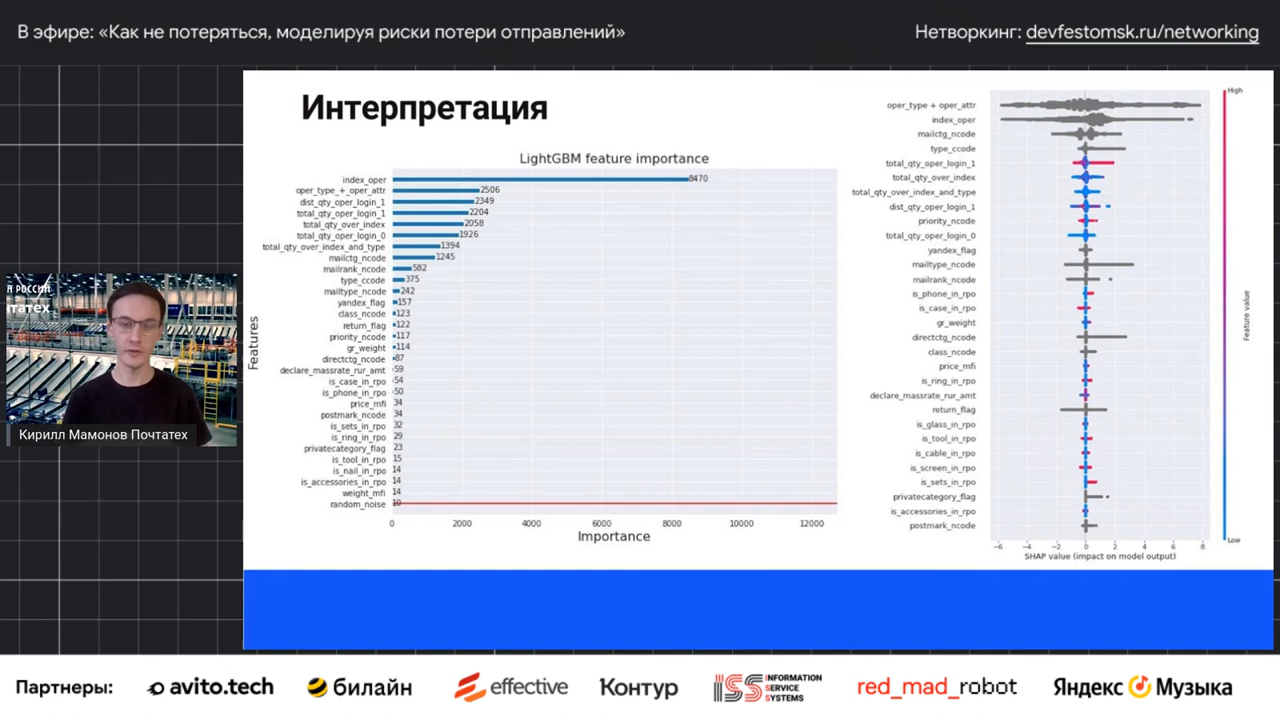 В эфире: «Как не потеряться, моделируя риски потери отправлений»
Нетворкинг: devfestomsk.ru/networking
Интерпретация
LightGBM feature importance
Features
index_oper 8470
oper_type_+_oper_attr 2506
dist_qty_oper_login_1 2349
total_qty_oper_login_1 2204
total_qty_over_index 2058
total_qty_oper_login_0 1926
total_qty_over_index_and_type 1394
mailctg_ncode 1245
mailrank_ncode 582
type_ccode 375
mailtype_ncode 242
yandex_flag 157
class_ncode 123
return_flag 122
priority_ncode 117
gr_weight 114
directctg_ncode 87
declare_massrate_rur_amt 59
is_case_in_rpo 54
is_phone_in_rpo 50
price_mfi 34
postmark_ncode 34
is_sets_in_rpo 32
is_ring_in_rpo 29
privatecategory_flag 23
is_tool_in_rpo 15
is_nail_in_rpo 14
is_accessories_in_rpo 14
weight_mfi 14
random_noise 10
0 2000 4000 6000 8000 10000 12000
Importance
oper_type + oper_attr
index_oper
mailctg_ncode
type_ccode
total_qty_oper_login_1
total_qty_over_index
total_qty_over_index_and_type
dist_qty_oper_login_1
priority_ncode
total_qty_oper_login_0
yandex_flag
mailtype_ncode
mailrank_ncode
is_phone_in_rpo
is_case_in_rpo
gr_weight
directctg_ncode
class_ncode
price_mfi
is_ring_in_rpo
declare_massrate_rur_amt
return_flag
is_glass_in_rpo
is_tool_in_rpo
is_cable_in_rpo
is_screen_in_rpo
is_sets_in_rpo
privatecategory_flag
is_accessories_in_rpo
postmark_ncode
−6 −4 −2 0 2 4 6 8
SHAP value (impact on model output)
High
Feature value
Low
РОССИИ
чтатех
Кирилл Мамонов Почтатех
Партнеры:
avito.tech
билайн
effective
Контур
ISS INFORMATION SERVICE SYSTEMS
red_mad_robot
Яндекс Музыка